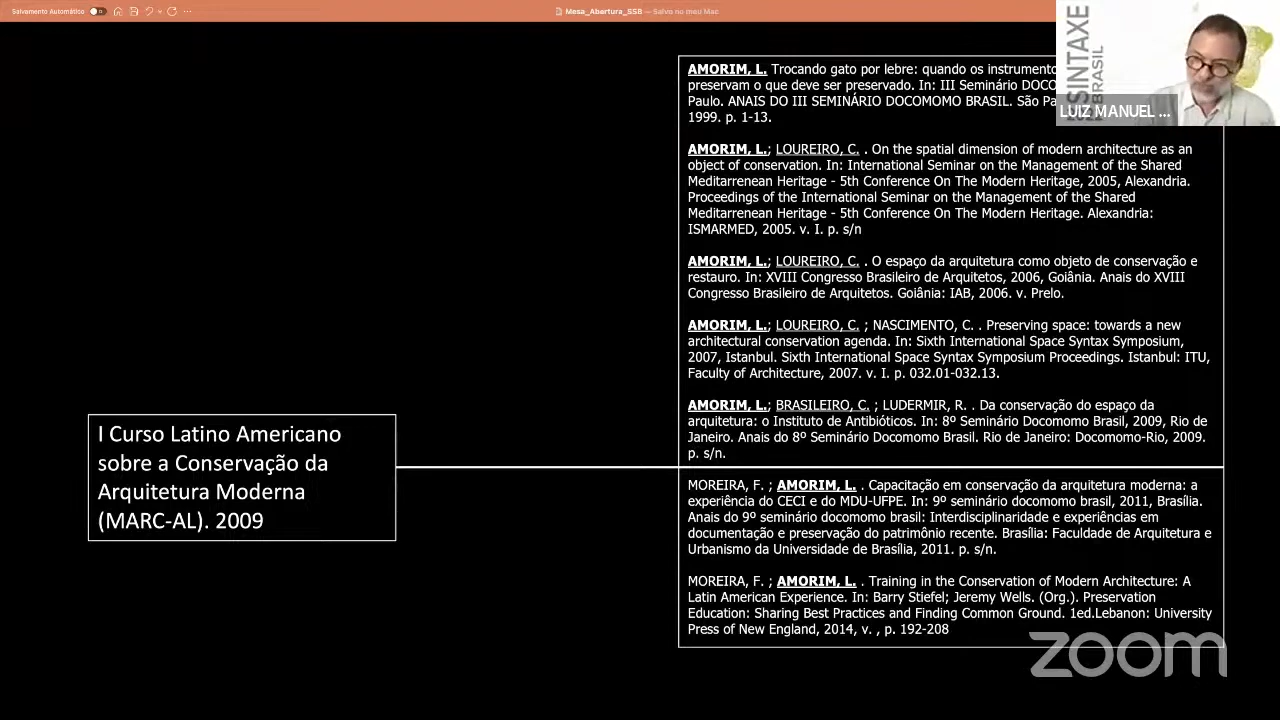 Salvamento Automático
Mesa_Abertura_SSB — Salvo no meu Mac
SINTAXE
BRASIL
LUIZ MANUEL ...
AMORIM, L. Trocando gato por lebre: quando os instrumento
preservam o que deve ser preservado. In: III Seminário DOCO
Paulo. ANAIS DO III SEMINÁRIO DOCOMOMO BRASIL. São Pa
1999. p. 1-13.
AMORIM, L.; LOUREIRO, C. . On the spatial dimension of modern architecture as an
object of conservation. In: International Seminar on the Management of the Shared
Meditarrenean Heritage - 5th Conference On The Modern Heritage, 2005, Alexandria.
Proceedings of the International Seminar on the Management of the Shared
Meditarrenean Heritage - 5th Conference On The Modern Heritage. Alexandria:
ISMARMED, 2005. v. I. p. s/n
AMORIM, L.; LOUREIRO, C. . O espaço da arquitetura como objeto de conservação e
restauro. In: XVIII Congresso Brasileiro de Arquitetos, 2006, Goiânia. Anais do XVIII
Congresso Brasileiro de Arquitetos. Goiânia: IAB, 2006. v. Prelo.
AMORIM, L.; LOUREIRO, C. ; NASCIMENTO, C. . Preserving space: towards a new
architectural conservation agenda. In: Sixth International Space Syntax Symposium,
2007, Istanbul. Sixth International Space Syntax Symposium Proceedings. Istanbul: ITU,
Faculty of Architecture, 2007. v. I. p. 032.01-032.13.
AMORIM, L.; BRASILEIRO, C. ; LUDERMIR, R. . Da conservação do espaço da
arquitetura: o Instituto de Antibióticos. In: 8º Seminário Docomomo Brasil, 2009, Rio de
Janeiro. Anais do 8º Seminário Docomomo Brasil. Rio de Janeiro: Docomomo-Rio, 2009.
p. s/n.
I Curso Latino Americano
sobre a Conservação da
Arquitetura Moderna
(MARC-AL). 2009
MOREIRA, F. ; AMORIM, L. . Capacitação em conservação da arquitetura moderna: a
experiência do CECI e do MDU-UFPE. In: 9º seminário docomomo brasil, 2011, Brasília.
Anais do 9º seminário docomomo brasil: Interdisciplinaridade e experiências em
documentação e preservação do patrimônio recente. Brasília: Faculdade de Arquitetura e
Urbanismo da Universidade de Brasília, 2011. p. s/n.
MOREIRA, F. ; AMORIM, L. . Training in the Conservation of Modern Architecture: A
Latin American Experience. In: Barry Stiefel; Jeremy Wells. (Org.). Preservation
Education: Sharing Best Practices and Finding Common Ground. 1ed.Lebanon: University
Press of New England, 2014, v. , p. 192-208
zoom